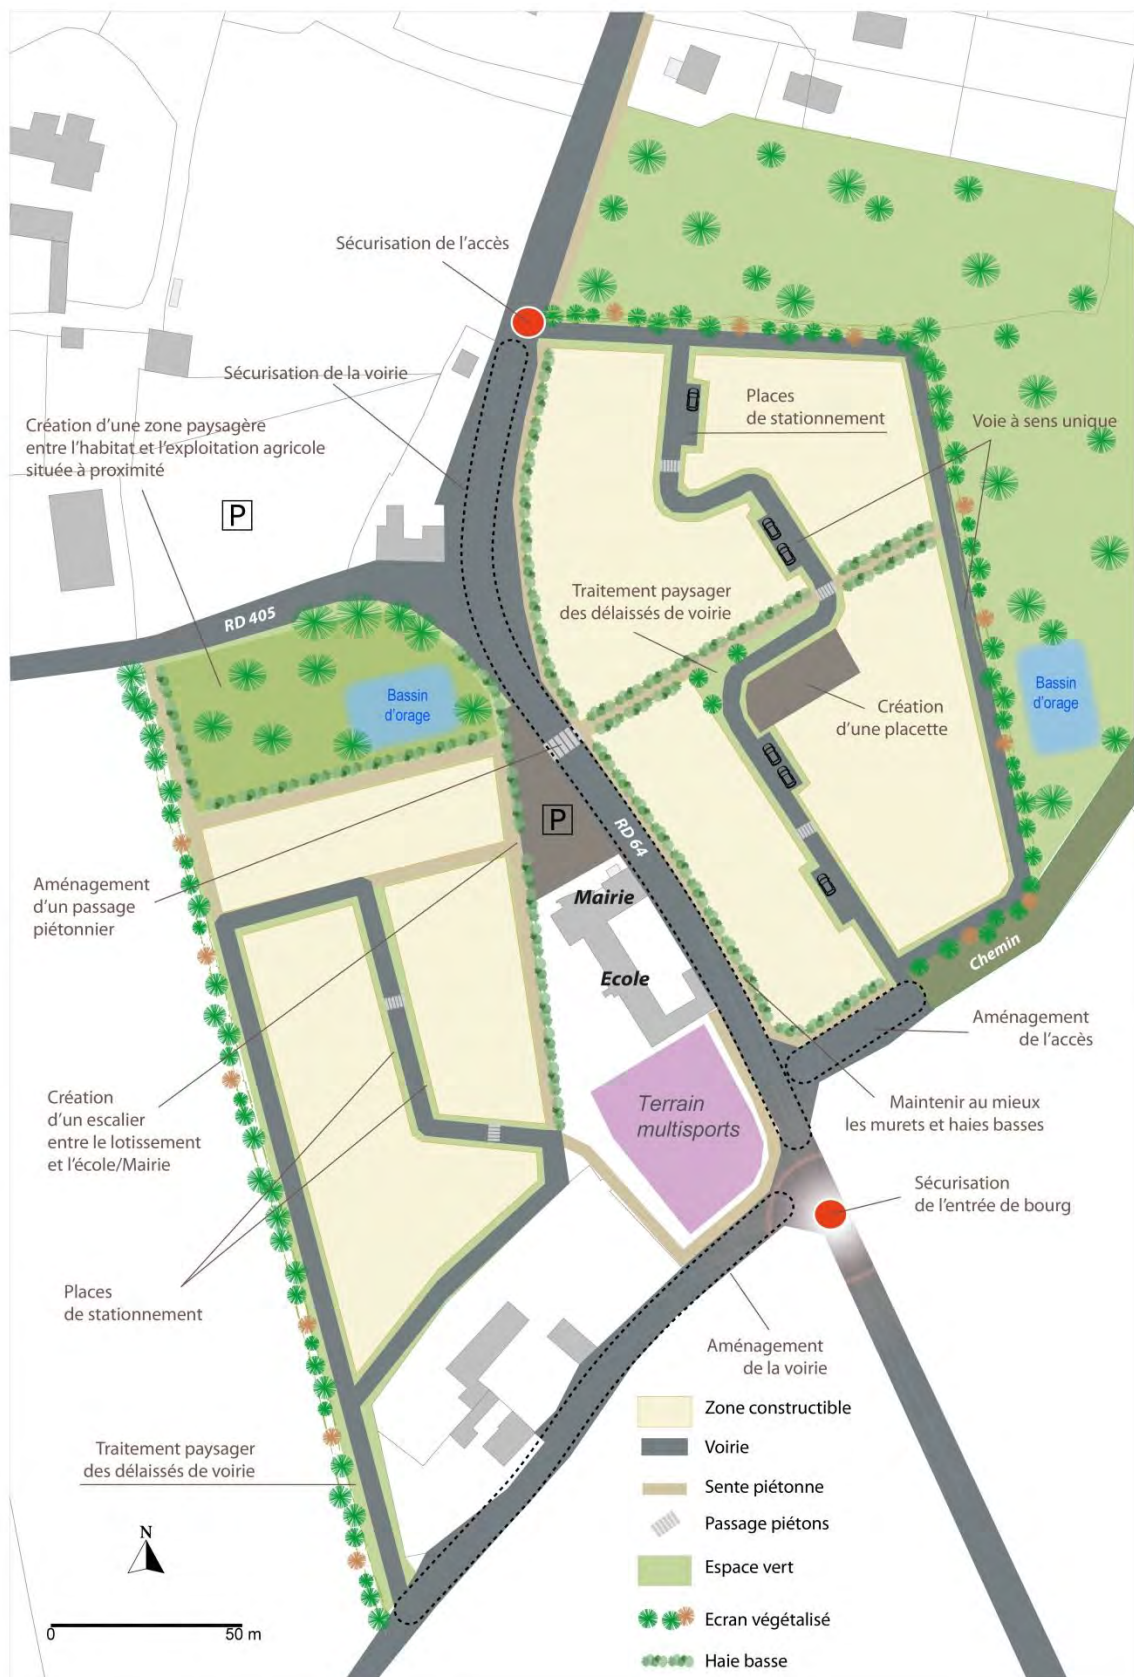 Sécurisation de l'accès
Sécurisation de la voirie
Création d'une zone paysagère
entre l'habitat et l'exploitation agricole
située à proximité
P
Places
de stationnement
Voie à sens unique
RD 405
Traitement paysager
des délaissés de voirie
Bassin
d'orage
Bassin
d'orage
Création
d'une placette
P
RD 64
Aménagement
d'un passage
piétonnier
Mairie
Ecole
Chemin
Aménagement
de l'accès
Création
d'un escalier
entre le lotissement
et l'école/Mairie
Terrain
multisports
Maintenir au mieux
les murets et haies basses
Sécurisation
de l'entrée de bourg
Places
de stationnement
Aménagement
de la voirie
Traitement paysager
des délaissés de voirie
Zone constructible
Voirie
Sente piétonne
Passage piétons
Espace vert
Ecran végétalisé
Haie basse
N
0 50 m